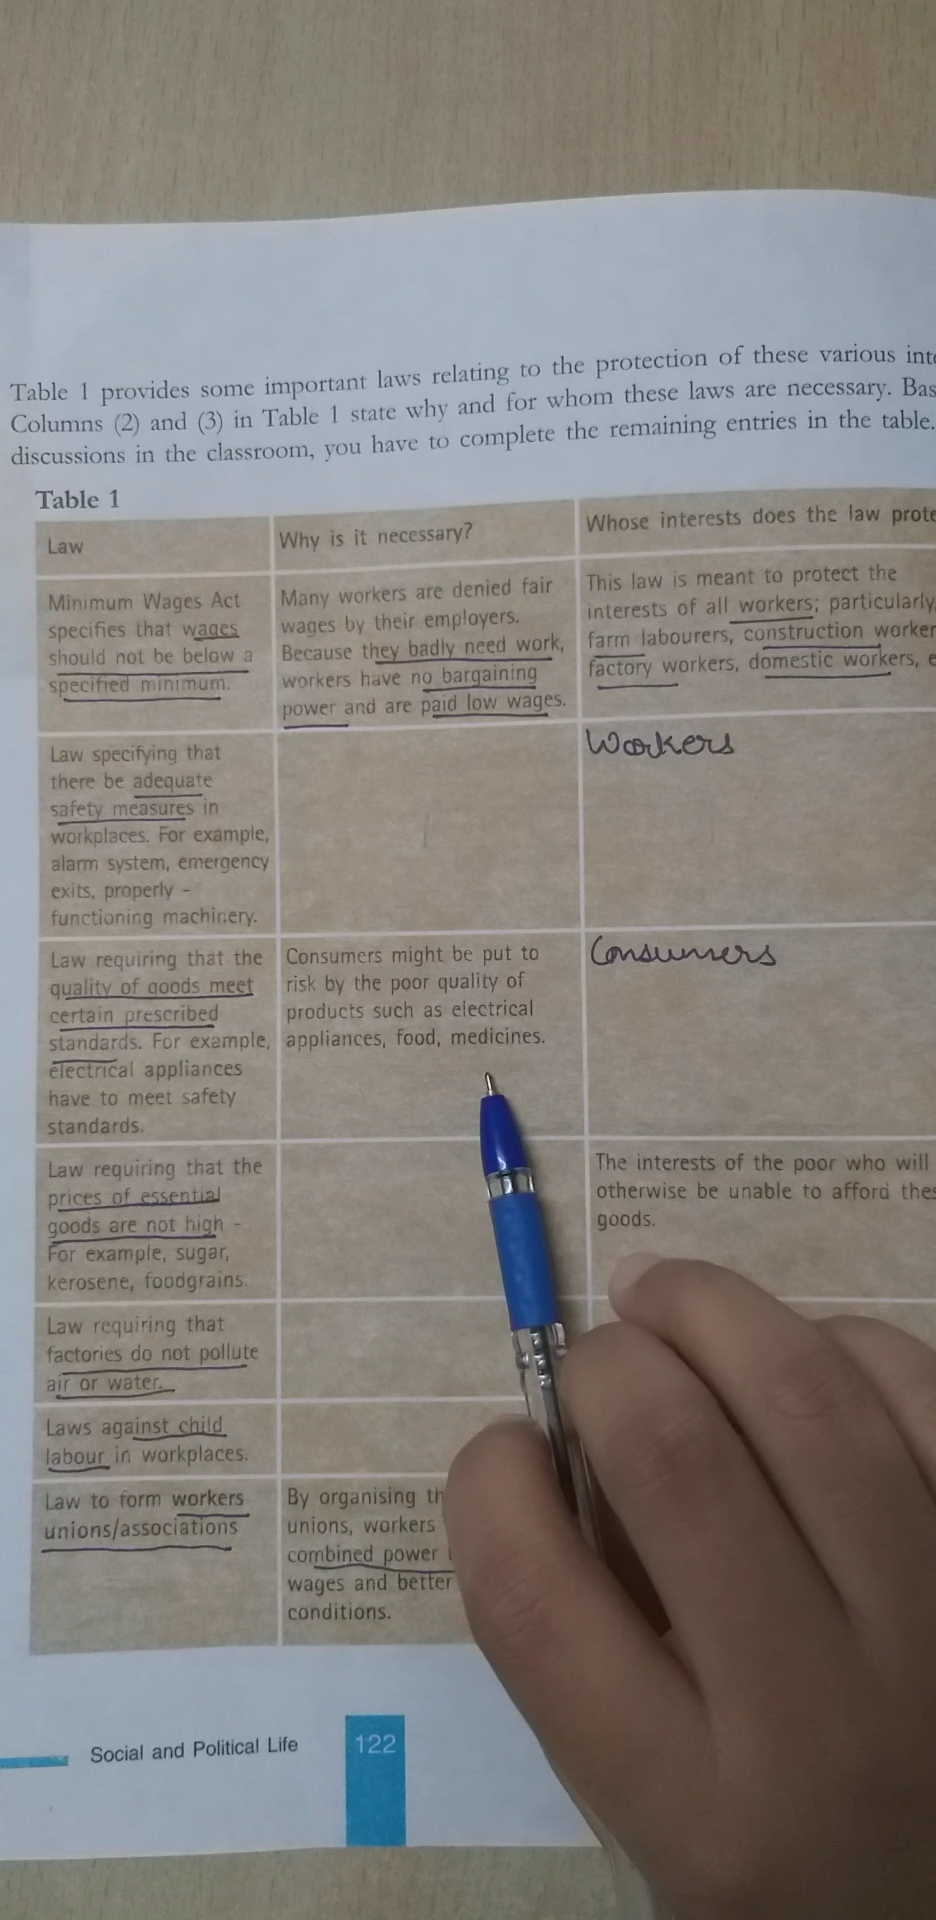 Table 1 provides some important laws relating to the protection of these various
Columns (2) and (3) in Table 1 state why and for whom these laws are necessary.
discussions in the classroom, you have to complete the remaining entries in the table.
Table 1
Law
Why is it necessary?
Whose interests does the law
Minimum Wages Act
specifies that wages
should not be below a
specified minimum.
Many workers are denied fair
wages by their employers.
Because they badly need work,
workers have no bargaining
power and are paid low wages.
This law is meant to protect the
interests of all workers; particularly
farm labourers, construction
factory workers, domestic workers,
Law specifying that
there be adequate
safety measures in
workplaces. For example,
alarm system, emergency
exits, properly -
functioning machinery.
Workers
Law requiring that the
quality of goods meet
certain prescribed
standards. For example,
electrical appliances
have to meet safety
standards.
Consumers might be put to
risk by the poor quality of
products such as electrical
appliances, food, medicines.
Consumers
Law requiring that the
prices of essential
goods are not high -
For example, sugar,
kerosene, foodgrains.
The interests of the poor who will
otherwise be unable to afford
goods.
Law requiring that
factories do not pollute
air or water.
Laws against child
labour in workplaces.
Law to form workers
unions/associations
By organising
unions, workers
combined power
wages and better
conditions.
Social and Political Life
122